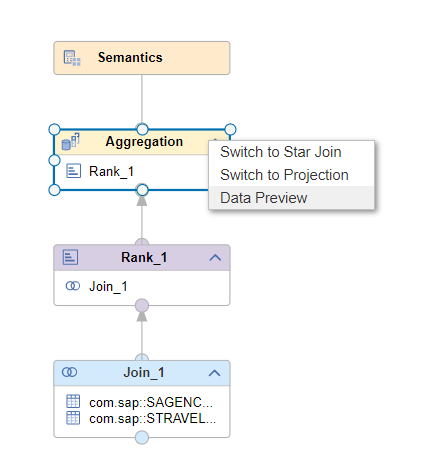 Semantics
Aggregation
Rank_1
Switch to Star Join
Switch to Projection
Data Preview
Rank_1
Join_1
Join_1
com.sap::SAGENC...
com.sap::STRAVEL...